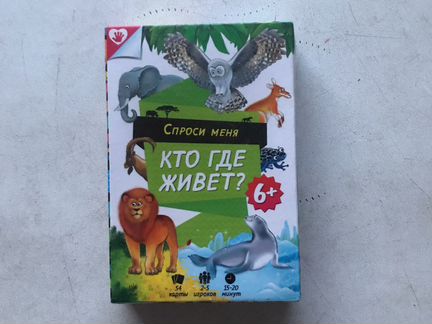 Спроси меня
КТО ГДЕ
ЖИВЕТ?
6+
54 2-5 15-20
карты игроков минут